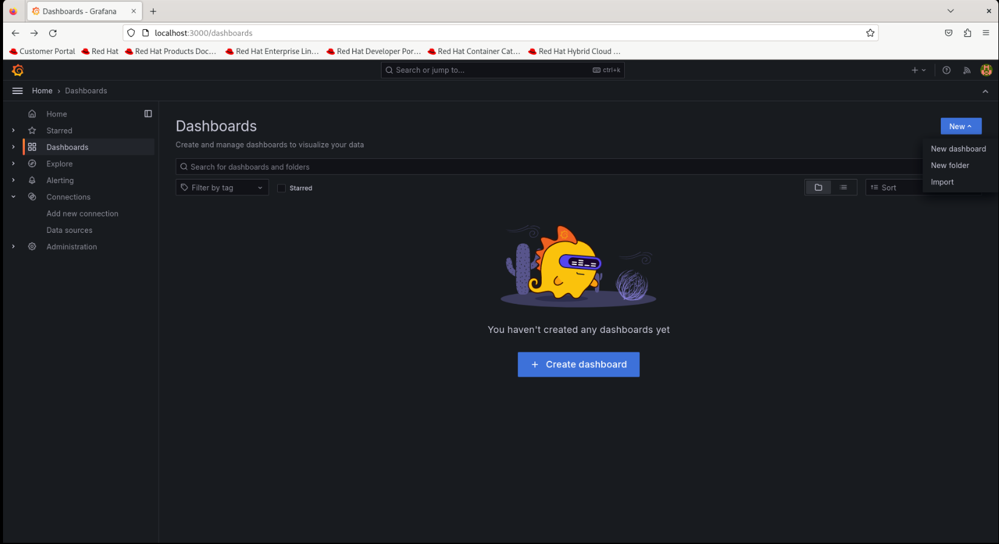 Dashboards - Grafana
localhost:3000/dashboards
Customer Portal Red Hat Red Hat Products Doc... Red Hat Enterprise Lin... Red Hat Developer Por... Red Hat Container Cat... Red Hat Hybrid Cloud ...
Search or jump to... ctrl+k
Home › Dashboards
Home
Starred
Dashboards
Explore
Alerting
Connections
Add new connection
Data sources
Administration
Dashboards
New
Create and manage dashboards to visualize your data
New dashboard
New folder
Import
Search for dashboards and folders
Filter by tag
Starred
Sort
You haven't created any dashboards yet
+ Create dashboard